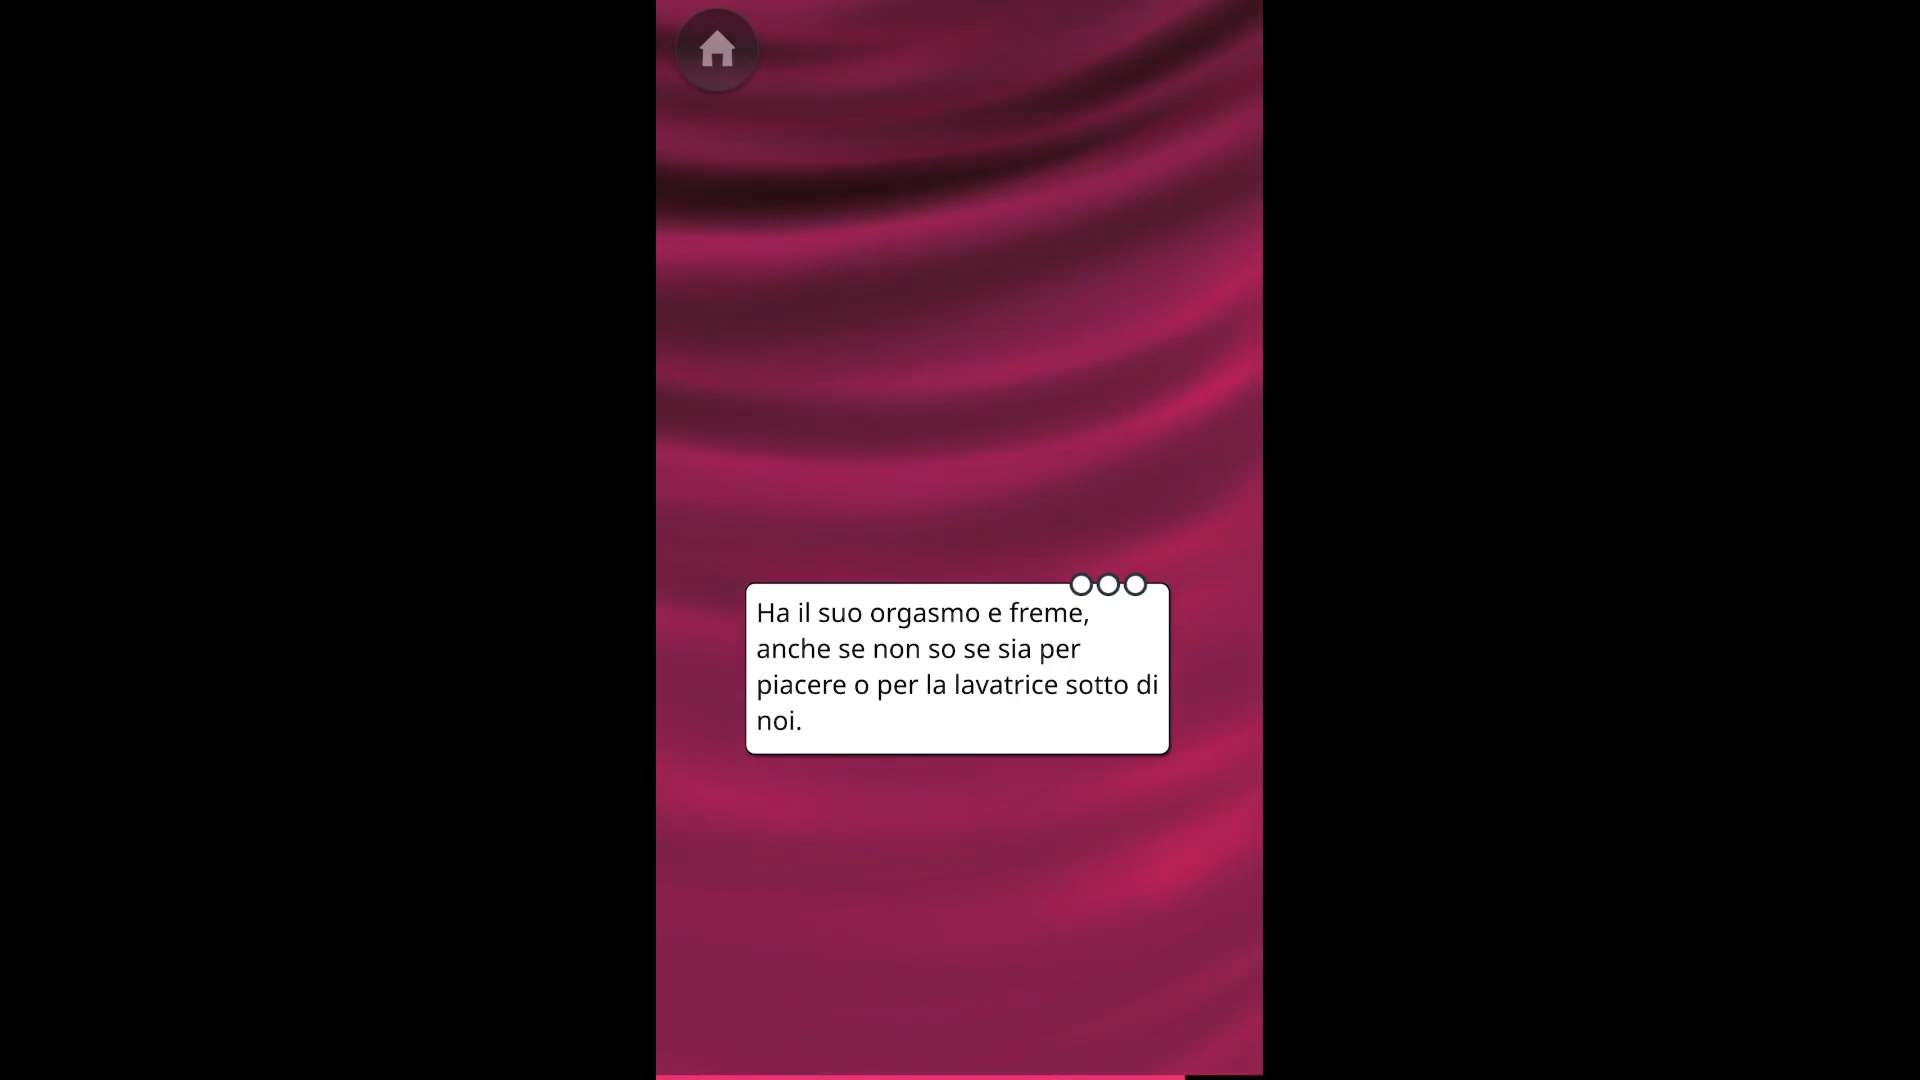 Ha il suo orgasmo e freme,
anche se non so se sia per
piacere o per la lavatrice sotto di
noi.